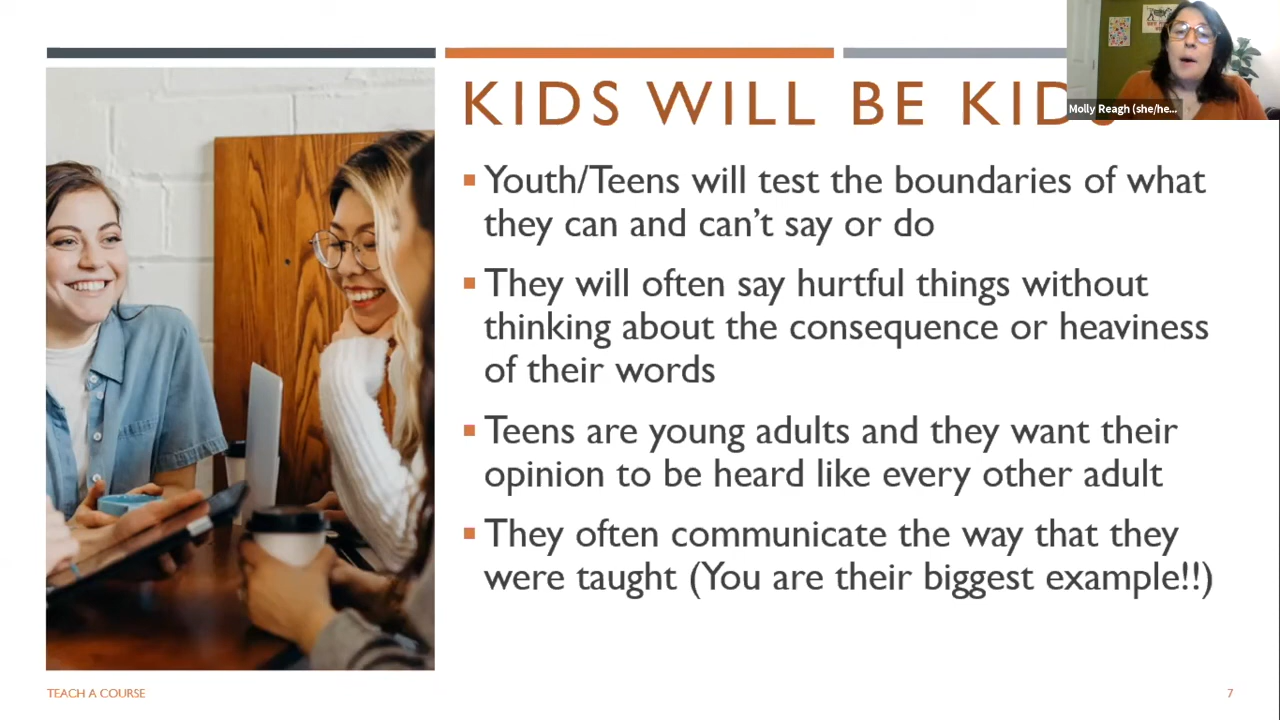 KIDS WILL BE KIDS
Molly Reagh (she/he...
Youth/Teens will test the boundaries of what
they can and can't say or do
They will often say hurtful things without
thinking about the consequence or heaviness
of their words
Teens are young adults and they want their
opinion to be heard like every other adult
They often communicate the way that they
were taught (You are their biggest example!!)
TEACH A COURSE
7